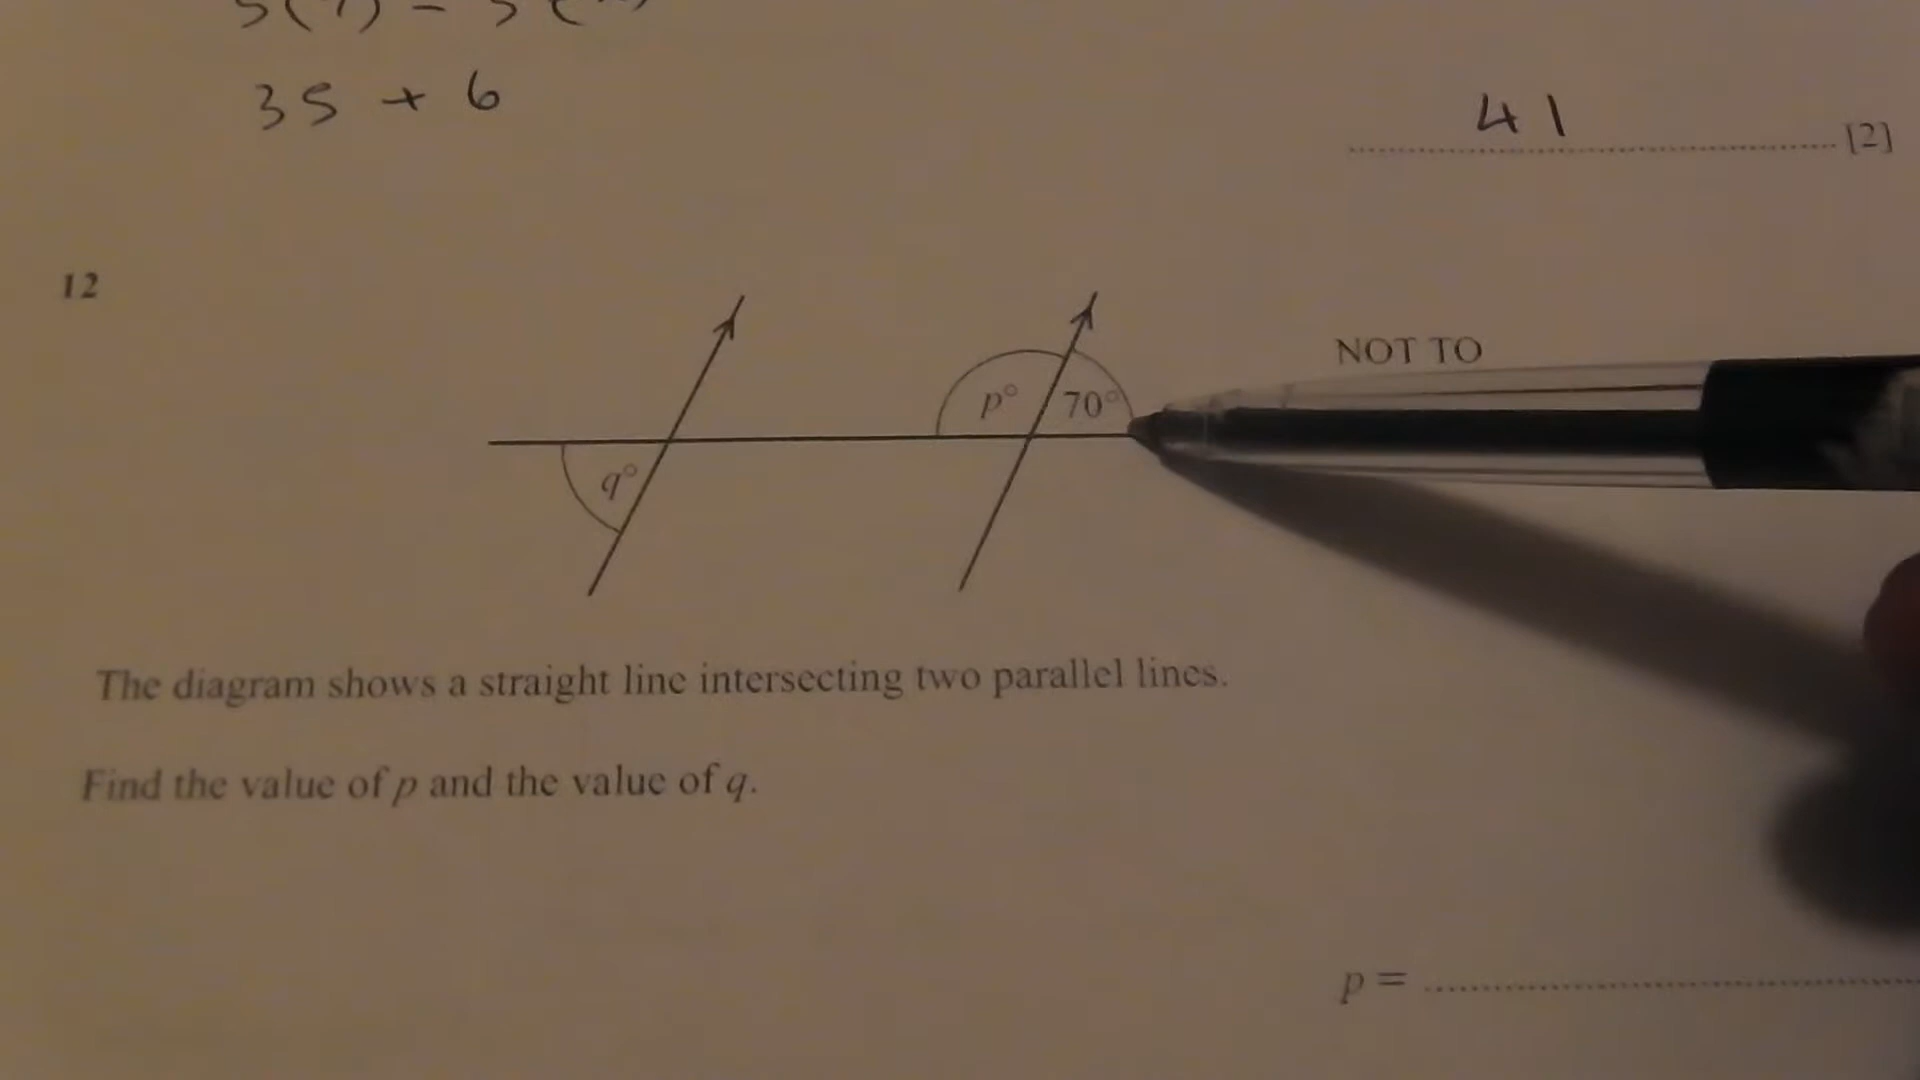 35 + 6
41
[2]
12
NOT TO
p°
70°
q°
The diagram shows a straight line intersecting two parallel lines.
Find the value of p and the value of q.
p =